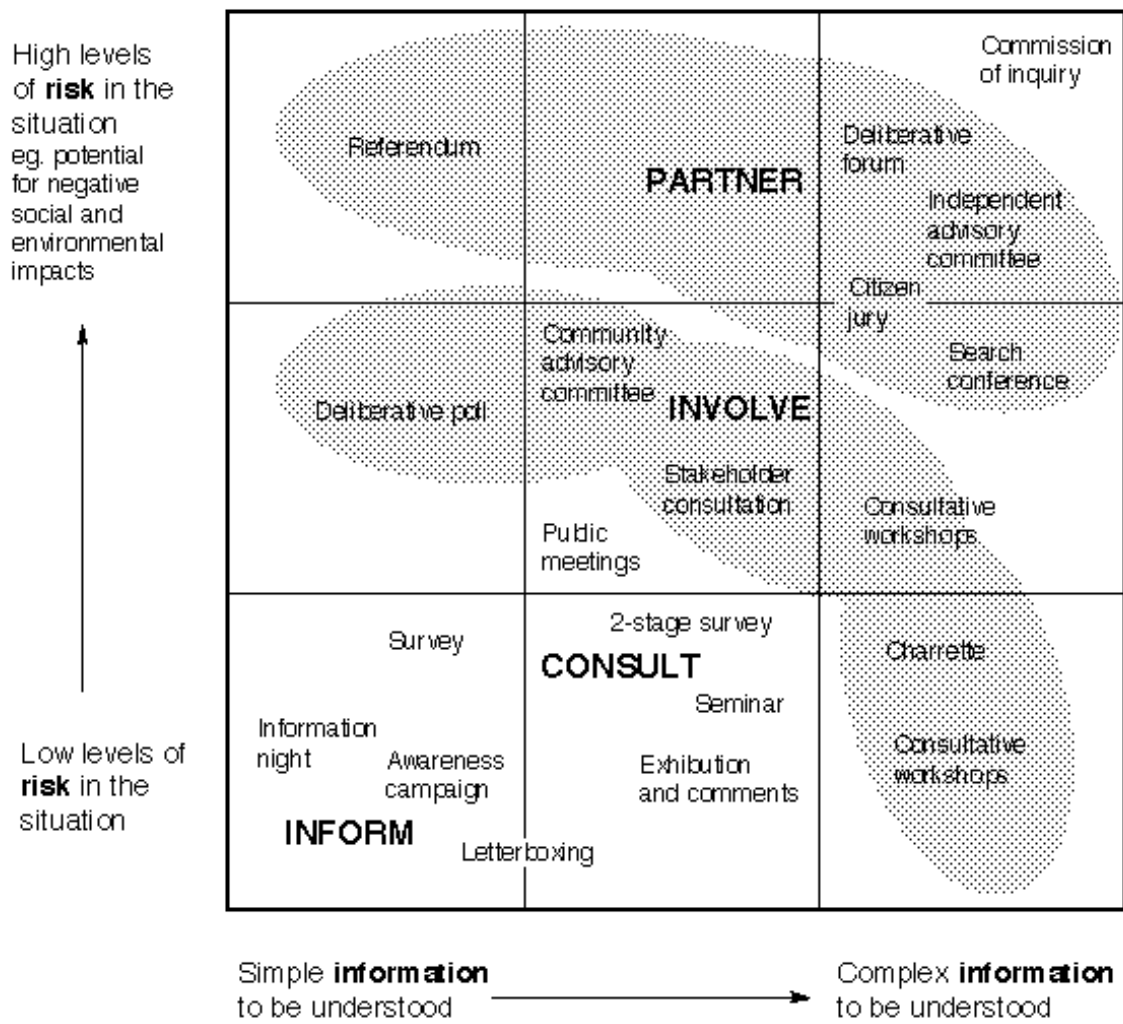 High levels
of risk in the
situation
eg. potential
for negative
social and
environmental
impacts
Low levels of
risk in the
situation
Commission
of inquiry
Referendum
PARTNER
Deliberative
forum
Independent
advisory
committee
Citizen
jury
Search
conference
Community
advisory
committee
Deliberative poll
INVOLVE
Stakeholder
consultation
Consultative
workshops
Public
meetings
Survey
2-stage survey
CONSULT
Seminar
Charrette
Information
night
Awareness
campaign
Exhibution
and comments
Consultative
workshops
INFORM
Letterboxing
Simple information
to be understood
Complex information
to be understood